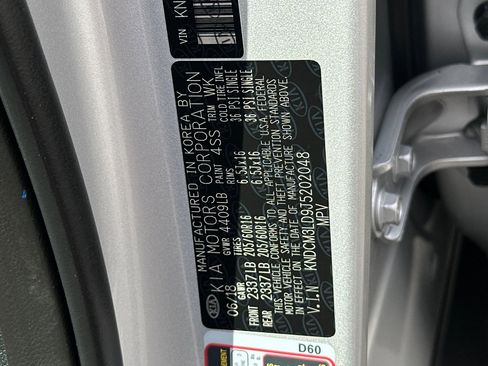 VIN KN
MANUFACTURED IN KOREA BY
KIA MOTORS CORPORATION
KIA
06/18
GVWR 4409LB
PAINT 4SS
TRIM WK
GAWR TIRES RIMS COLD TIRE INFL
FRONT 2337LB 205/60R16 6.5Jx16 36 PSI SINGLE
REAR 2337LB 205/60R16 6.5Jx16 36 PSI SINGLE
THIS VEHICLE CONFORMS TO ALL APPLICABLE U.S.A. FEDERAL
MOTOR VEHICLE SAFETY AND THEFT PREVENTION STANDARDS
IN EFFECT ON THE DATE OF MANUFACTURE SHOWN ABOVE.
V.I.N KNDCM3LD9J5202048
MPV
D60